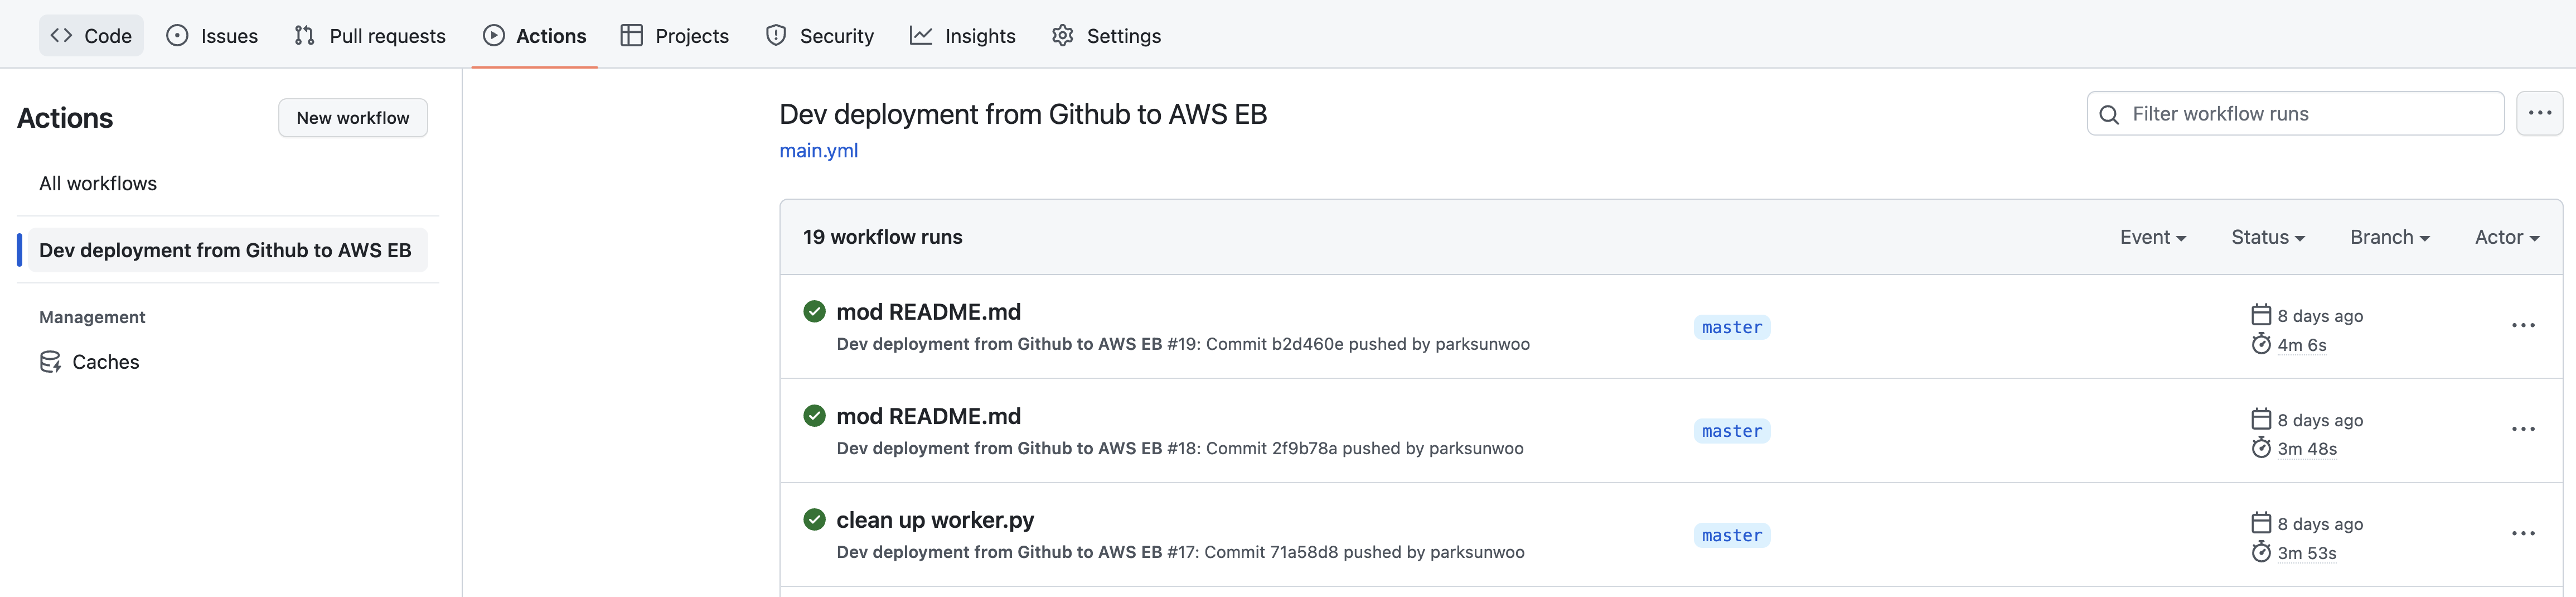 Code Issues Pull requests Actions Projects Security Insights Settings
Actions
New workflow
All workflows
Dev deployment from Github to AWS EB
Management
Caches
Dev deployment from Github to AWS EB
main.yml
Filter workflow runs
19 workflow runs
Event Status Branch Actor
mod README.md
Dev deployment from Github to AWS EB #19: Commit b2d460e pushed by parksunwoo
master
8 days ago
4m 6s
mod README.md
Dev deployment from Github to AWS EB #18: Commit 2f9b78a pushed by parksunwoo
master
8 days ago
3m 48s
clean up worker.py
Dev deployment from Github to AWS EB #17: Commit 71a58d8 pushed by parksunwoo
master
8 days ago
3m 53s